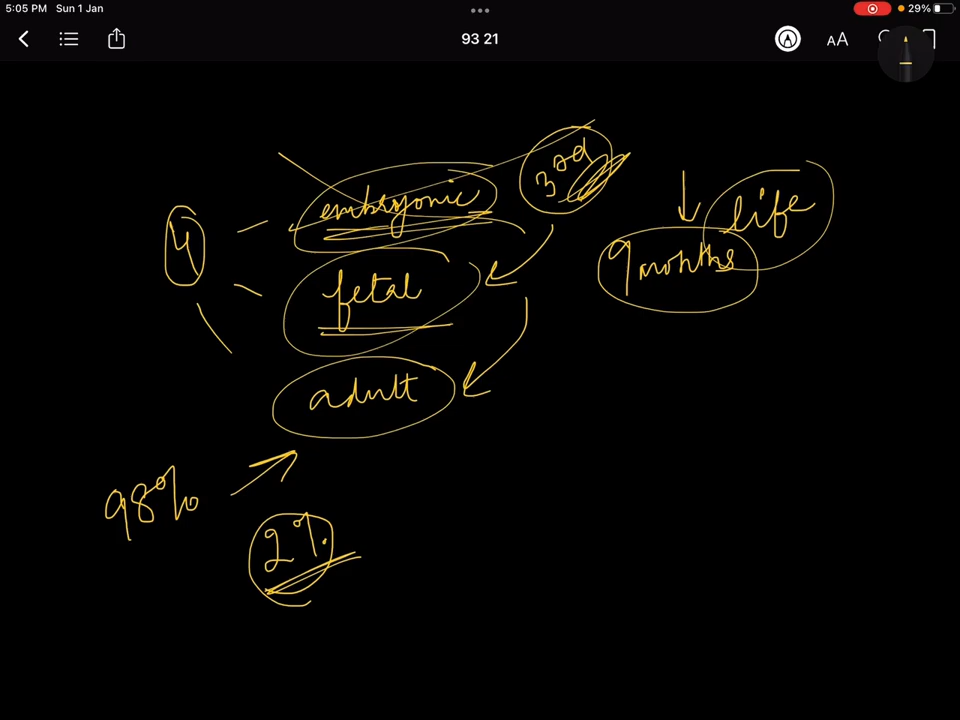 5:05 PM Sun 1 Jan
29%
93 21
AA
embryonic
3rd
life
4
9 months
fetal
adult
98%
2%